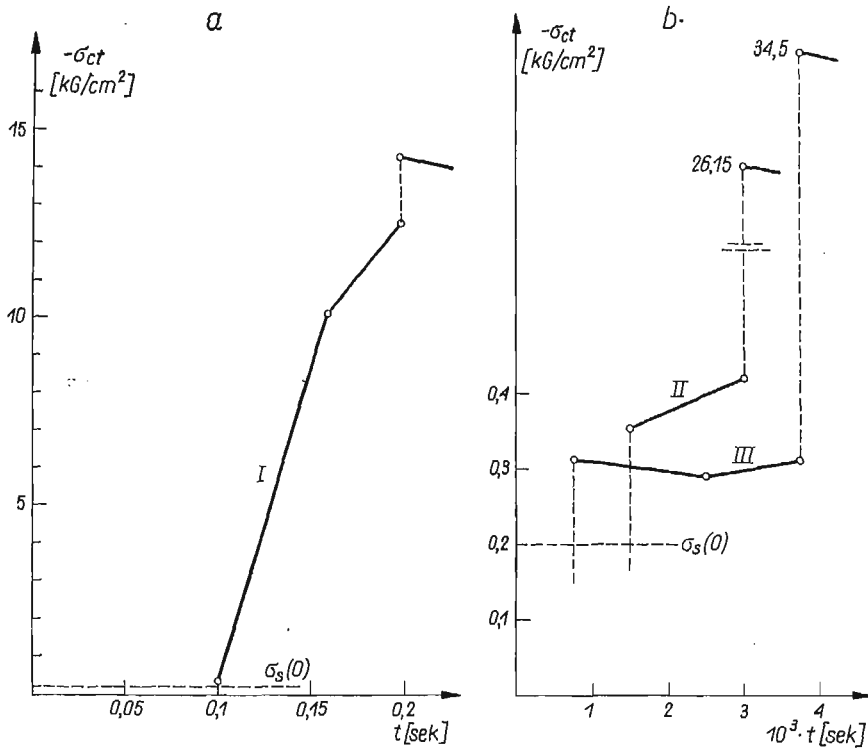 a
-σct
[kG/cm²]
15
10
5
I
σs(0)
0,05
0,1
0,15
0,2
t[sek]
b.
-σct
[kG/cm²]
34,5
26,15
0,4
0,3
0,2
0,1
II
III
σs(0)
1
2
3
4
10³·t[sek]